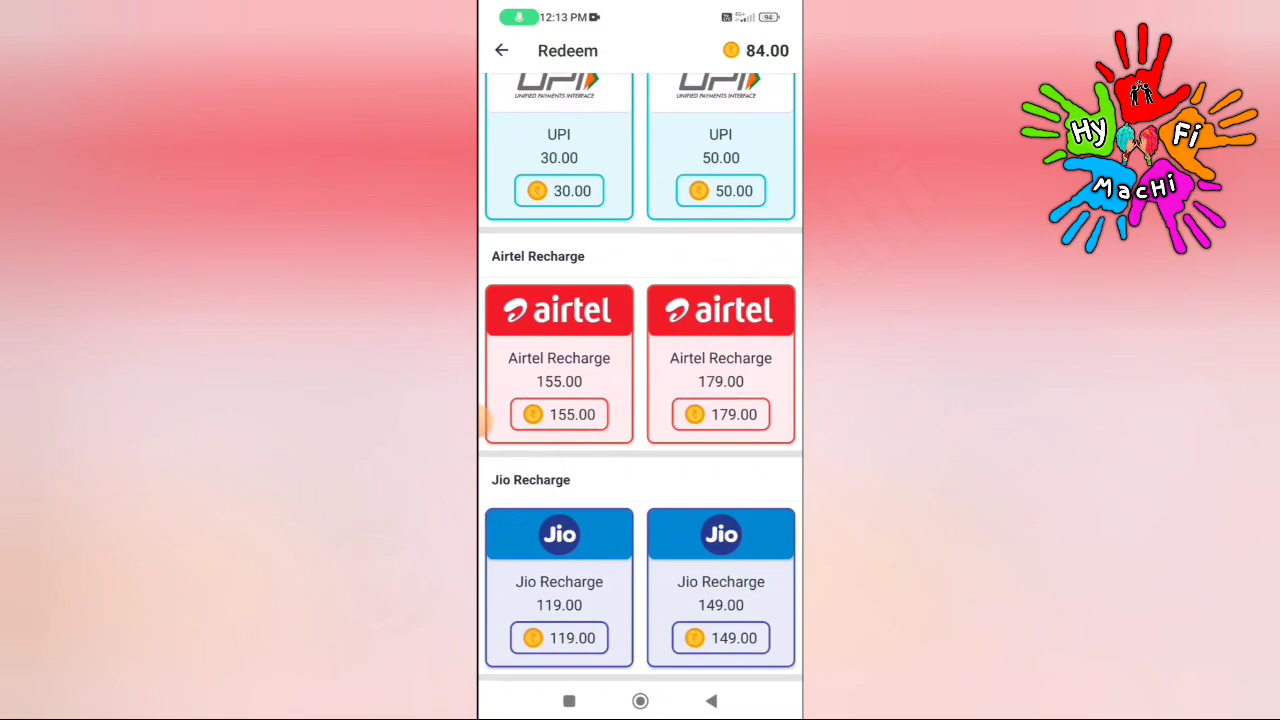 12:13 PM
94
Redeem
84.00
UPI
UNIFIED PAYMENTS INTERFACE
UPI
30.00
30.00
UPI
UNIFIED PAYMENTS INTERFACE
UPI
50.00
50.00
Airtel Recharge
airtel
Airtel Recharge
155.00
155.00
airtel
Airtel Recharge
179.00
179.00
Jio Recharge
Jio
Jio Recharge
119.00
119.00
Jio
Jio Recharge
149.00
149.00
Hy Fi
MacHi